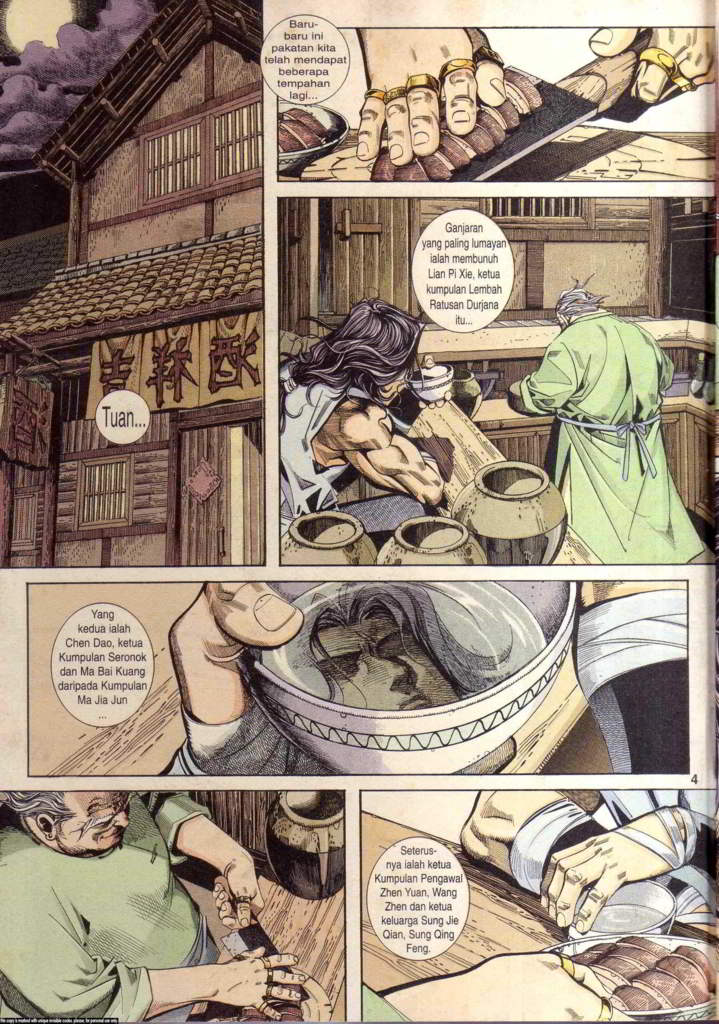 Baru-
baru ini
pakatan kita
telah mendapat
beberapa
tempahan
lagi...
Tuan...
Ganjaran
yang paling lumayan
ialah membunuh
Lian Pi Xie, ketua
kumpulan Lembah
Ratusan Durjana
itu...
Yang
kedua ialah
Chen Dao, ketua
Kumpulan Seronok
dan Ma Bai Kuang
daripada Kumpulan
Ma Jia Jun
...
4
Seterus-
nya ialah ketua
Kumpulan Pengawal
Zhen Yuan, Wang
Zhen dan ketua
keluarga Sung Jie
Qian, Sung Qing
Feng.